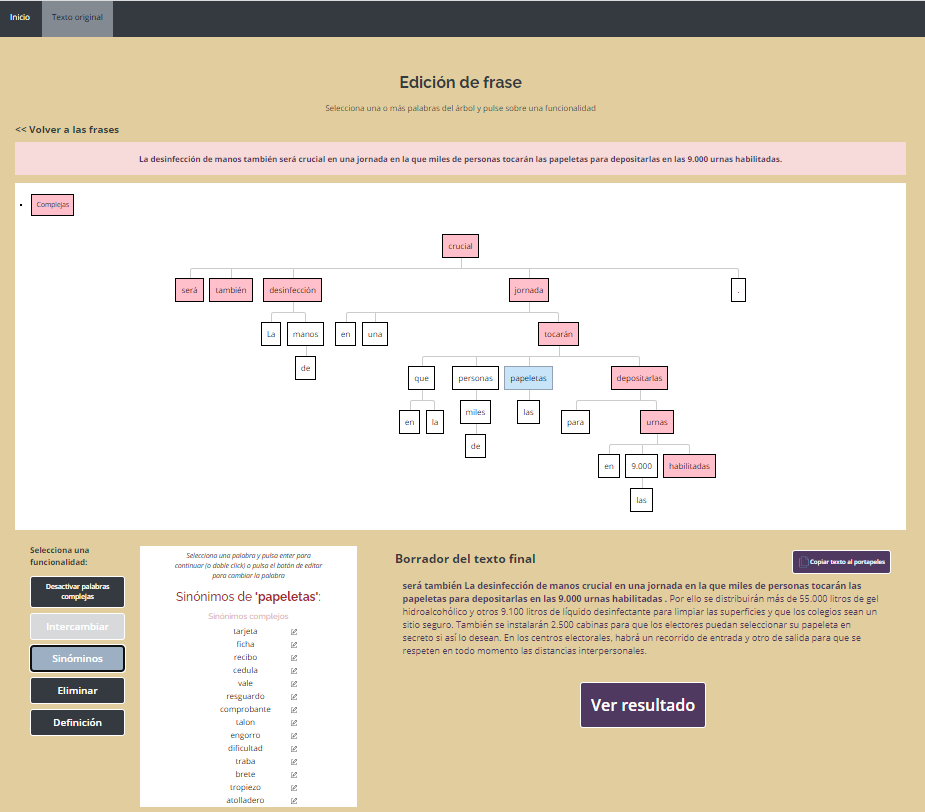 Inicio
Texto original
Edición de frase
Selecciona una o más palabras del árbol y pulse sobre una funcionalidad
<< Volver a las frases
La desinfección de manos también será crucial en una jornada en la que miles de personas tocarán las papeletas para depositarlas en las 9.000 urnas habilitadas.
Complejas
crucial
será también desinfección jornada .
La manos en una tocarán
de que personas papeletas depositarlas
en la miles las para urnas
de en 9.000 habilitadas
las
Selecciona una
funcionalidad:
Desactivar palabras
complejas
Intercambiar
Sinóminos
Eliminar
Definición
Selecciona una palabra y pulsa enter para
continuar (o doble click) o pulsa el botón de editor
para cambiar la palabra
Sinónimos de 'papeletas':
Sinónimos complejos
tarjeta
ficha
recibo
cedula
vale
resguardo
comprobante
talon
engorro
dificultad
traba
brete
tropiezo
atolladero
Borrador del texto final
Copiar texto al portapeles
será también La desinfección de manos crucial en una jornada en la que miles de personas tocarán las
papeletas para depositarlas en las 9.000 urnas habilitadas . Por ello se distribuirán más de 55.000 litros de gel
hidroalcohólico y otros 9.100 litros de líquido desinfectante para limpiar las superficies y que los colegios sean un
sitio seguro. También se instalarán 2.500 cabinas para que los electores puedan seleccionar su papeleta en
secreto si así lo desean. En los centros electorales, habrá un recorrido de entrada y otro de salida para que se
respeten en todo momento las distancias interpersonales.
Ver resultado